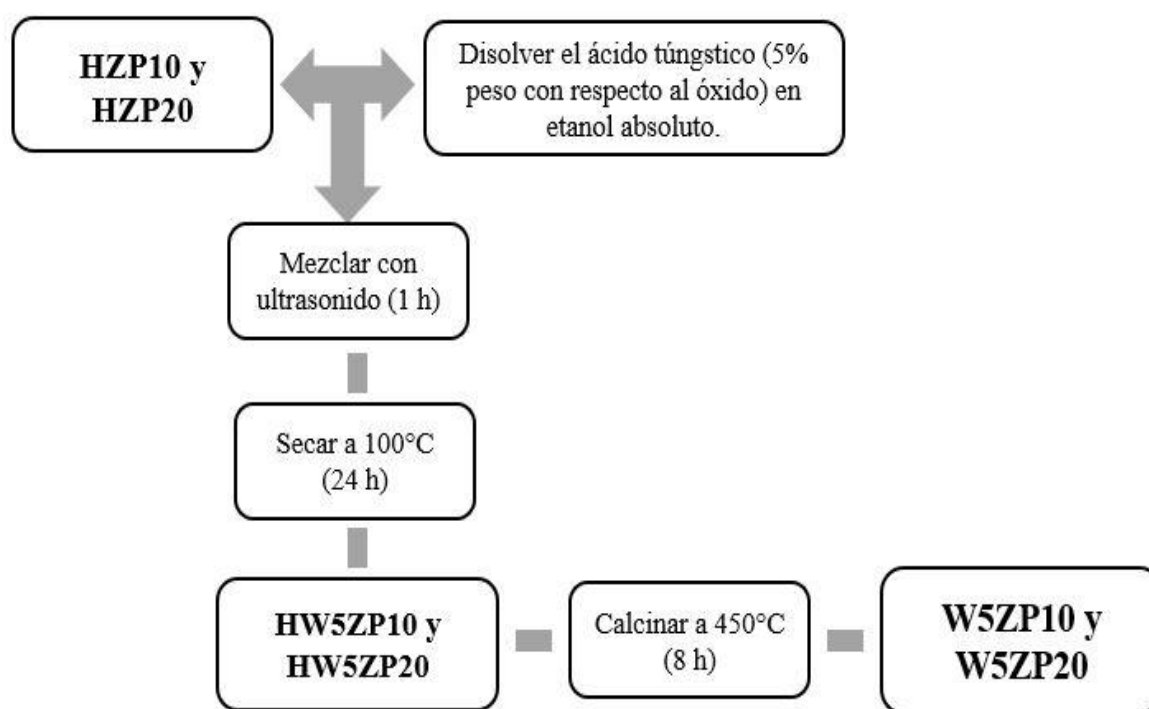 HZP10 y
HZP20
Disolver el ácido túngstico (5%
peso con respecto al óxido) en
etanol absoluto.
Mezclar con
ultrasonido (1 h)
Secar a 100°C
(24 h)
HW5ZP10 y
HW5ZP20
Calcinar a 450°C
(8 h)
W5ZP10 y
W5ZP20